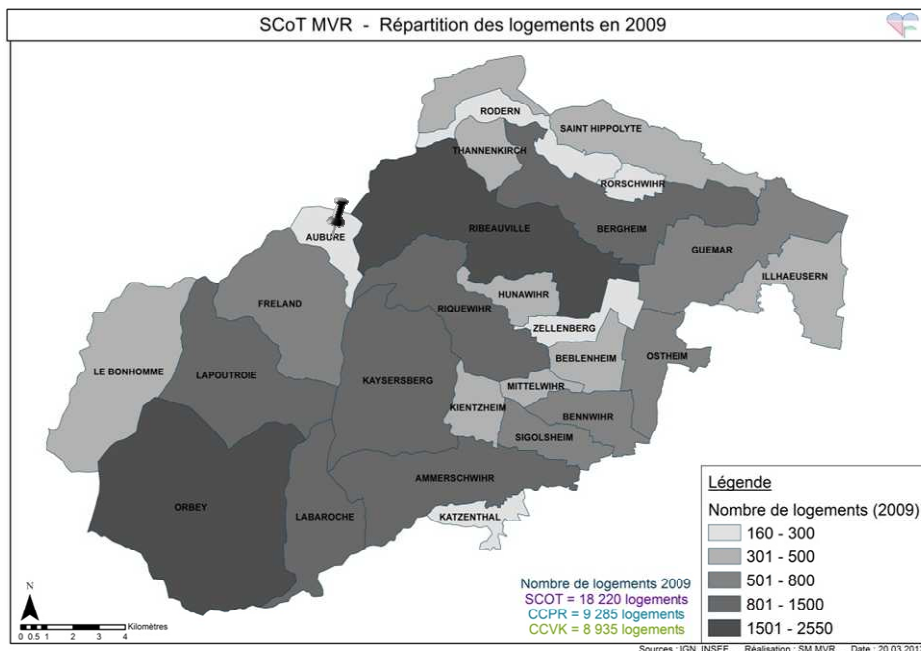 SCoT MVR - Répartition des logements en 2009
RODERN
SAINT HIPPOLYTE
THANNENKIRCH
RORSCHWIHR
AUBURE
RIBEAUVILLE
BERGHEIM
GUEMAR
ILLHAEUSERN
FRELAND
HUNAWIHR
RIQUEWIHR
ZELLENBERG
BEBLENHEIM
OSTHEIM
LE BONHOMME
LAPOUTROIE
KAYSERSBERG
MITTELWIHR
KIENTZHEIM
BENNWIHR
SIGOLSHEIM
AMMERSCHWIHR
ORBEY
LABAROCHE
KATZENTHAL
Légende
Nombre de logements (2009)
160 - 300
301 - 500
501 - 800
801 - 1500
1501 - 2550
Nombre de logements 2009
SCOT = 18 220 logements
CCPR = 9 285 logements
CCVK = 8 935 logements
N
0 0.5 1 2 3 4 Kilomètres
Sources : IGN, INSEE Réalisation : SM MVR Date : 20.03.201